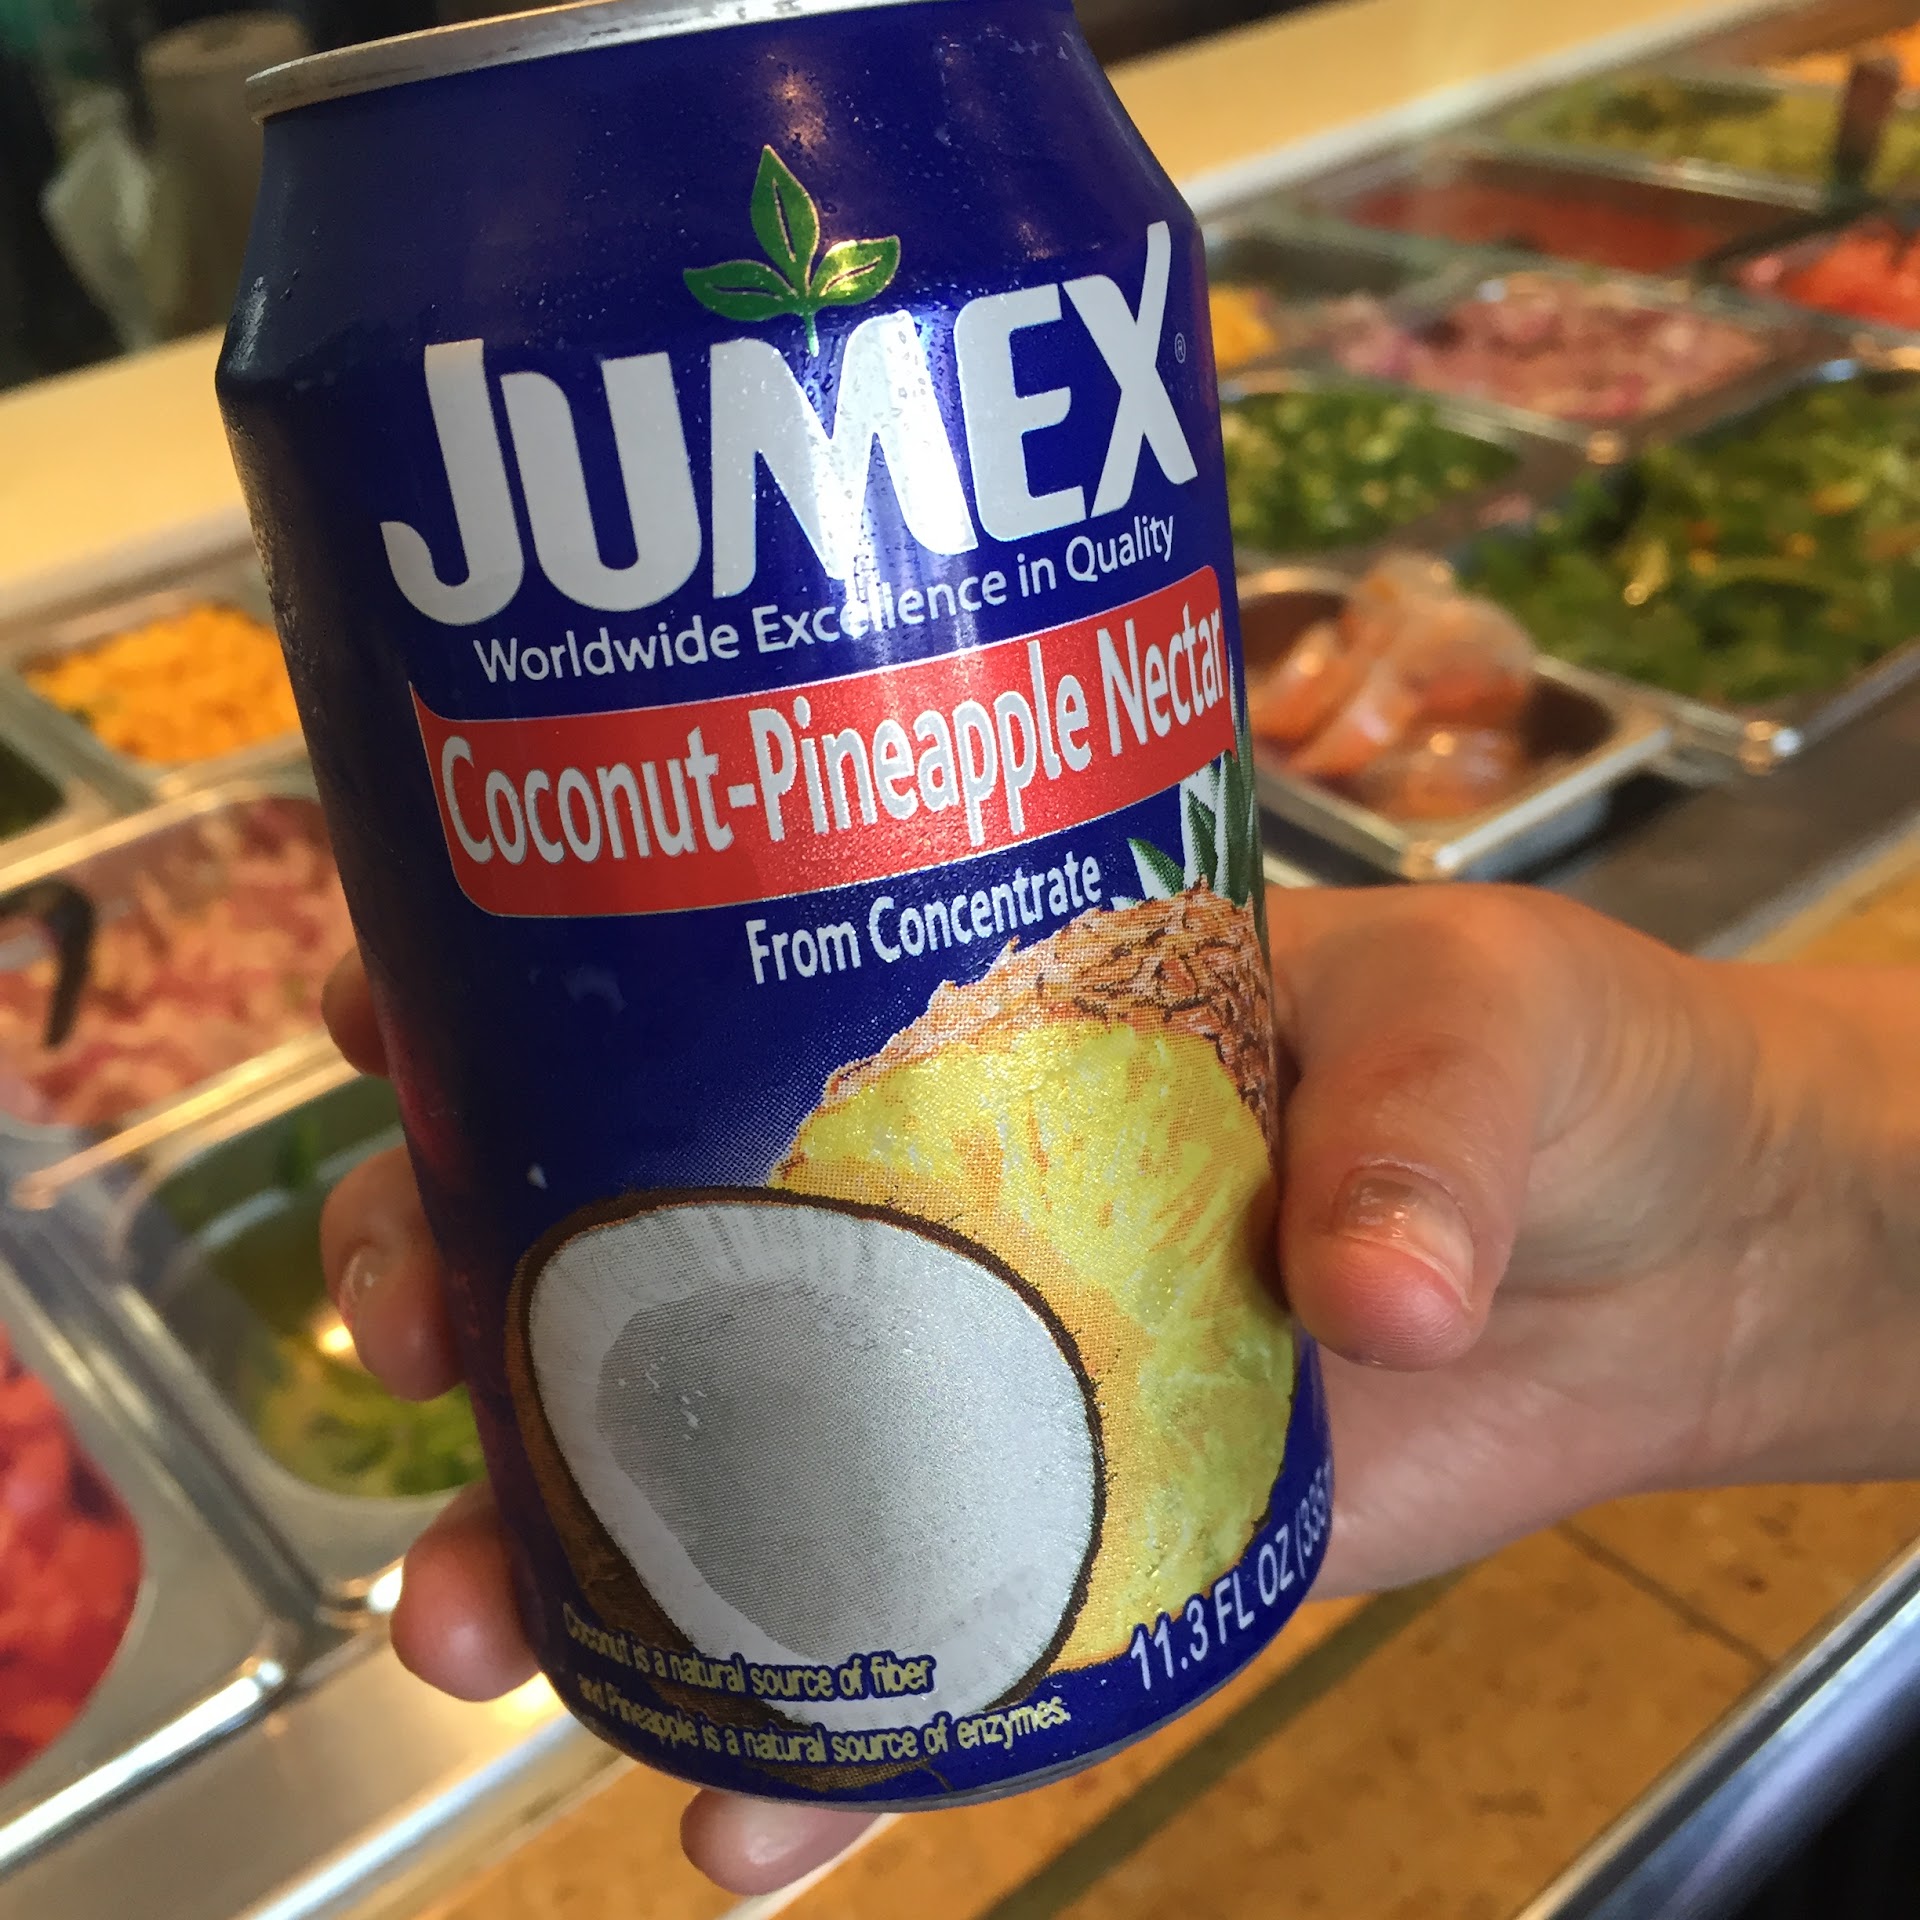 JUMEX®
Worldwide Excellence in Quality
Coconut-Pineapple Nectar
From Concentrate
11.3 FL OZ (335
Coconut is a natural source of fiber
and Pineapple is a natural source of enzymes.